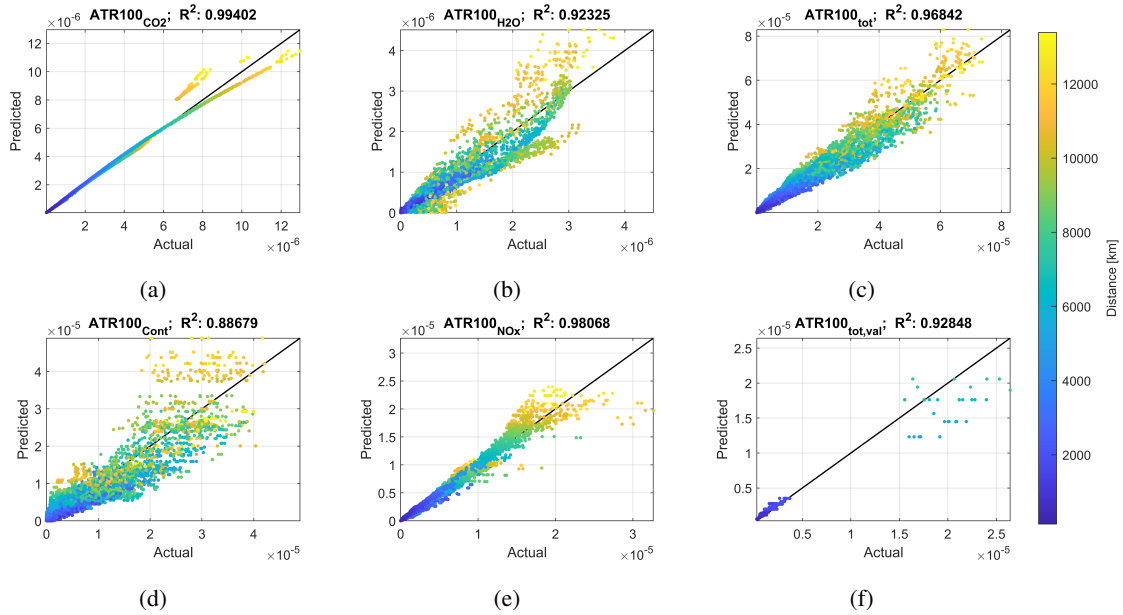 ATR100CO2; R2: 0.99402
×10-6
12
10
8
6
4
2
Predicted
2 4 6 8 10 12
Actual
×10-6
(a)
ATR100H2O; R2: 0.92325
×10-6
4
3
2
1
0
Predicted
0 1 2 3 4
Actual
×10-6
(b)
ATR100tot; R2: 0.96842
×10-5
8
6
4
2
Predicted
2 4 6 8
Actual
×10-5
(c)
ATR100Cont; R2: 0.88679
×10-5
4
3
2
1
0
Predicted
0 1 2 3 4
Actual
×10-5
(d)
ATR100NOx; R2: 0.98068
×10-5
3
2.5
2
1.5
1
0.5
0
Predicted
0 1 2 3
Actual
×10-5
(e)
ATR100tot,val; R2: 0.92848
×10-5
2.5
2
1.5
1
0.5
Predicted
0.5 1 1.5 2 2.5
Actual
×10-5
(f)
12000
10000
8000
6000
4000
2000
Distance [km]